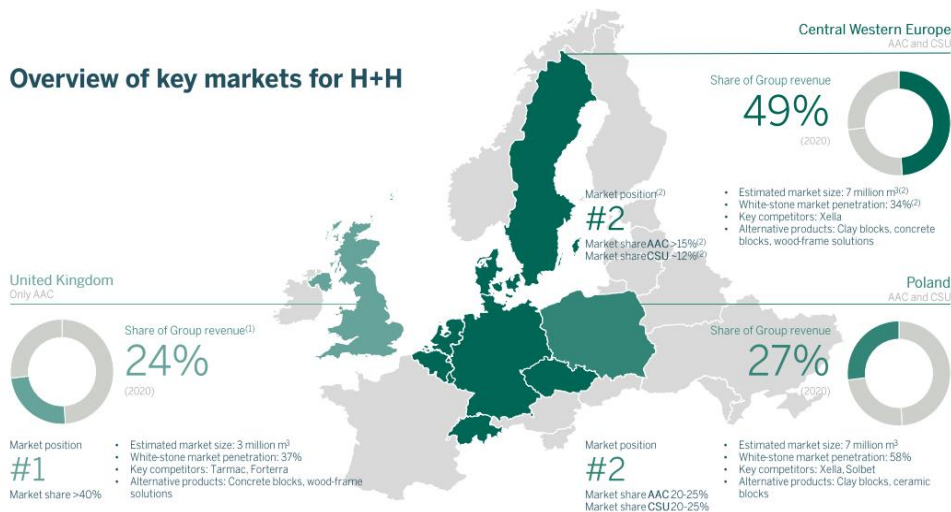 Overview of key markets for H+H
Central Western Europe
AAC and CSU
Share of Group revenue
49%
(2020)
• Estimated market size: 7 million m³⁽²⁾
• White-stone market penetration: 34%⁽²⁾
• Key competitors: Xella
• Alternative products: Clay blocks, concrete
blocks, wood-frame solutions
Market position⁽²⁾
#2
Market share AAC >15%⁽²⁾
Market share CSU ~12%⁽²⁾
United Kingdom
Only AAC
Share of Group revenue⁽¹⁾
24%
(2020)
Market position
#1
Market share >40%
• Estimated market size: 3 million m³
• White-stone market penetration: 37%
• Key competitors: Tarmac, Forterra
• Alternative products: Concrete blocks, wood-frame
solutions
Poland
AAC and CSU
Share of Group revenue
27%
(2020)
Market position
#2
Market share AAC 20-25%
Market share CSU 20-25%
• Estimated market size: 7 million m³
• White-stone market penetration: 58%
• Key competitors: Xella, Solbet
• Alternative products: Clay blocks, ceramic
blocks